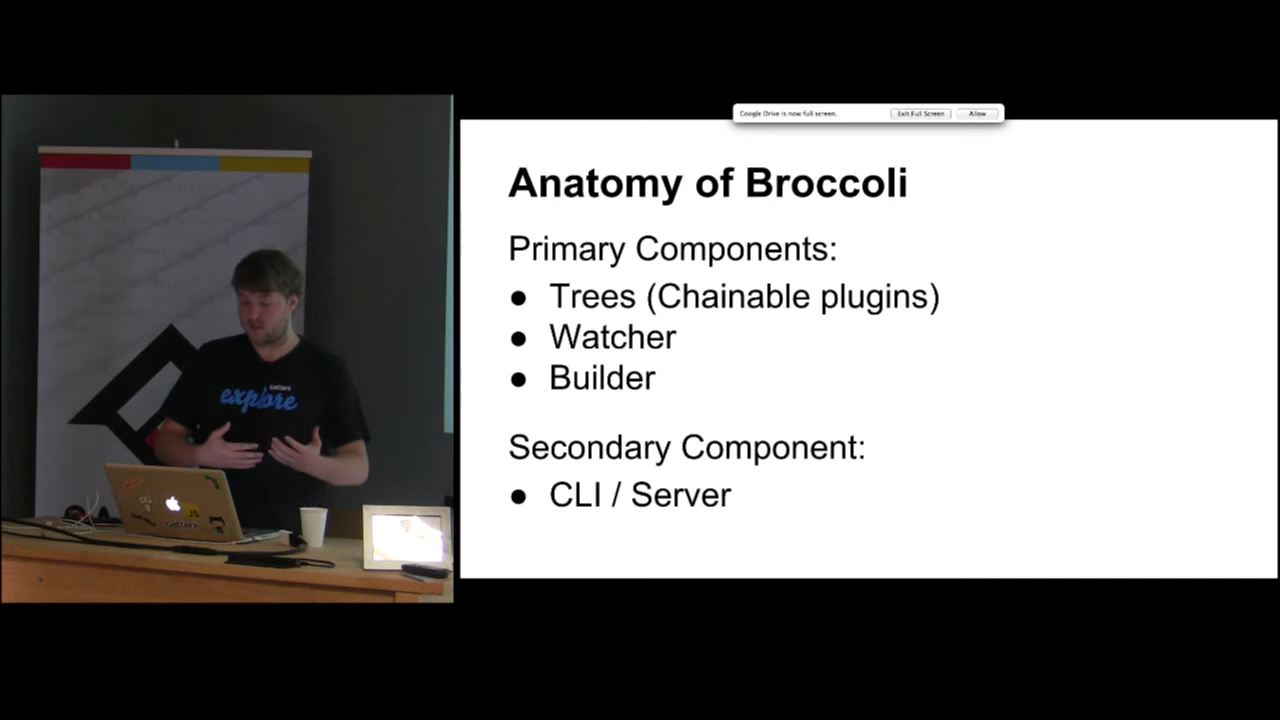 Google Drive is now full screen.
Exit Full Screen
Allow
Anatomy of Broccoli
Primary Components:
● Trees (Chainable plugins)
● Watcher
● Builder
Secondary Component:
● CLI / Server
explore
JS